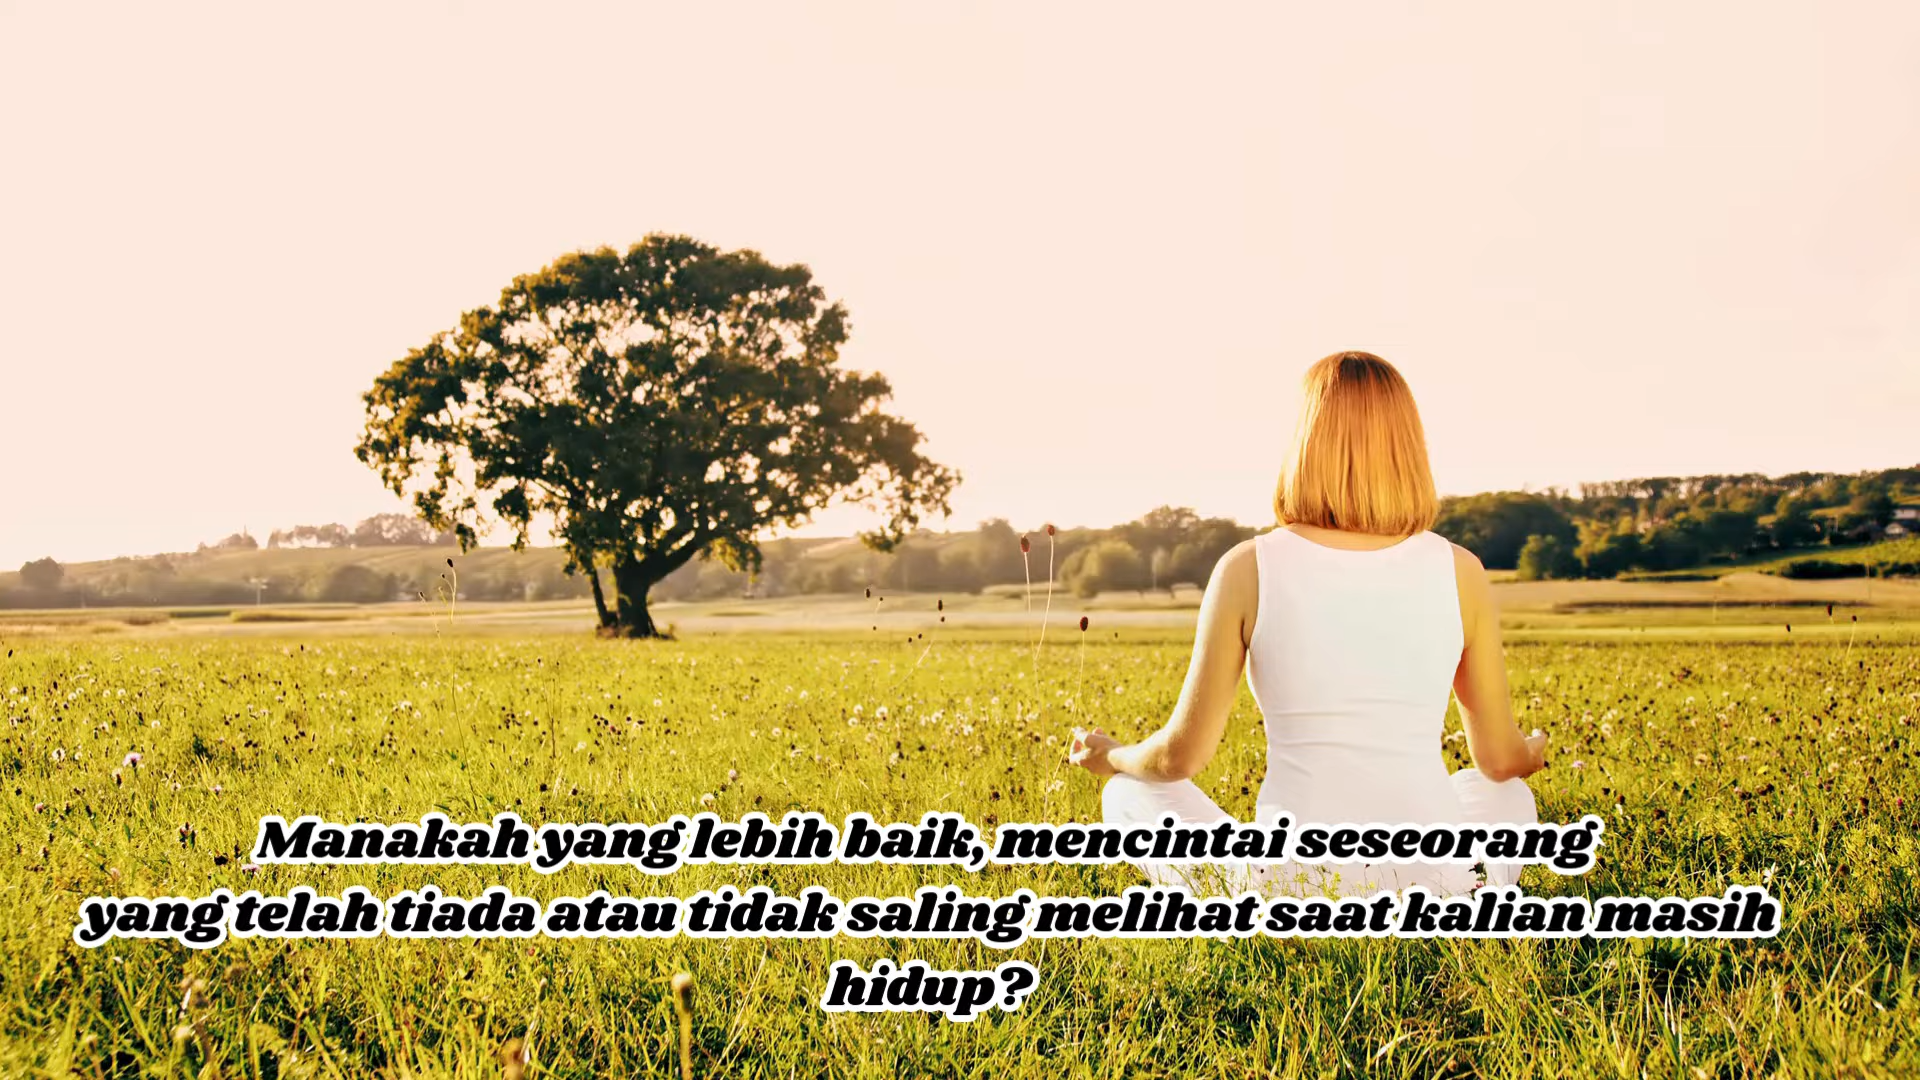 Manakah yang lebih baik, mencintai seseorang
yang telah tiada atau tidak saling melihat saat kalian masih
hidup?